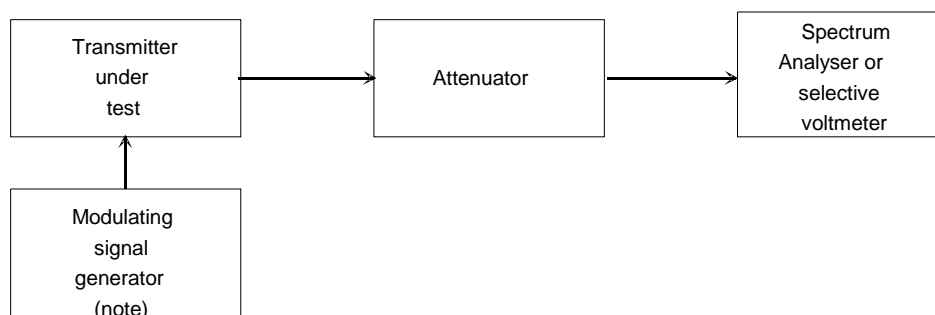 Transmitter
under
test
Attenuator
Spectrum
Analyser or
selective
voltmeter
Modulating
signal
generator
(note)